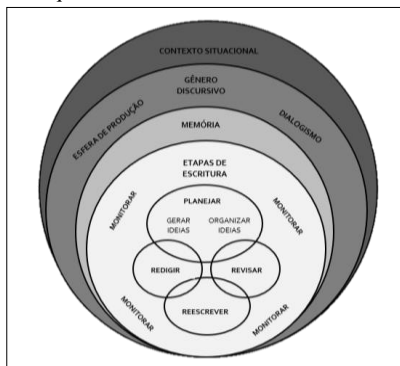 CONTEXTO SITUACIONAL
GÊNERO
DISCURSIVO
ESFERA DE PRODUÇÃO
DIALOGISMO
MEMÓRIA
ETAPAS DE
ESCRITURA
MONITORAR
MONITORAR
PLANEJAR
GERAR
IDEIAS
ORGANIZAR
IDEIAS
REDIGIR
REVISAR
REESCREVER
MONITORAR
MONITORAR